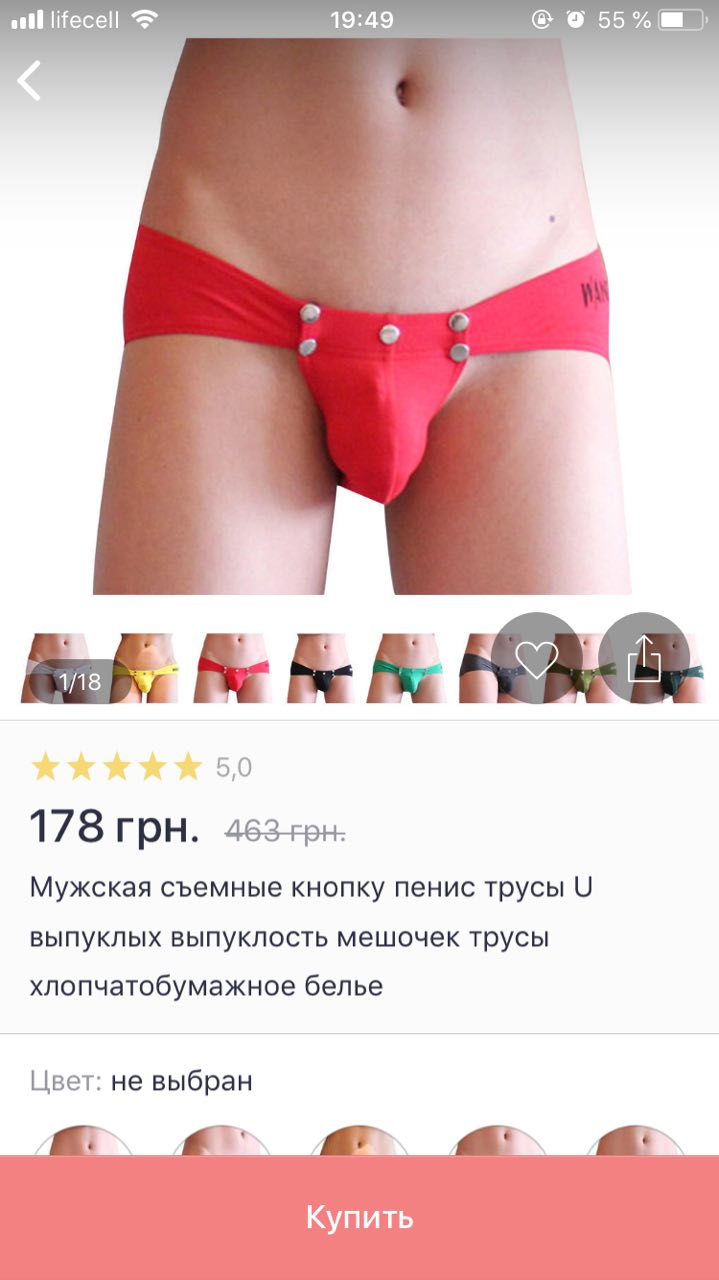 lifecell 19:49 55 %
WAN
1/18
5,0
178 грн. 463 грн.
Мужская съемные кнопку пенис трусы U
выпуклых выпуклость мешочек трусы
хлопчатобумажное белье
Цвет: не выбран
Купить